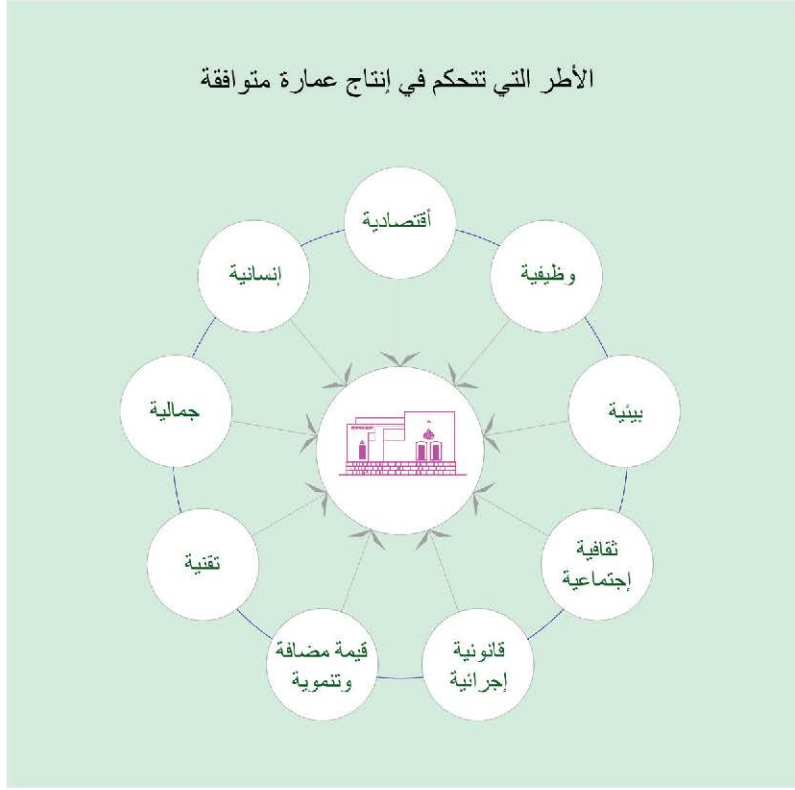 الأطر التي تتحكم في إنتاج عمارة متوافقة
أقتصادية
وظيفية
بيئية
ثقافية
إجتماعية
قانونية
إجرائية
قيمة مضافة
وتنموية
تقنية
جمالية
إنسانية